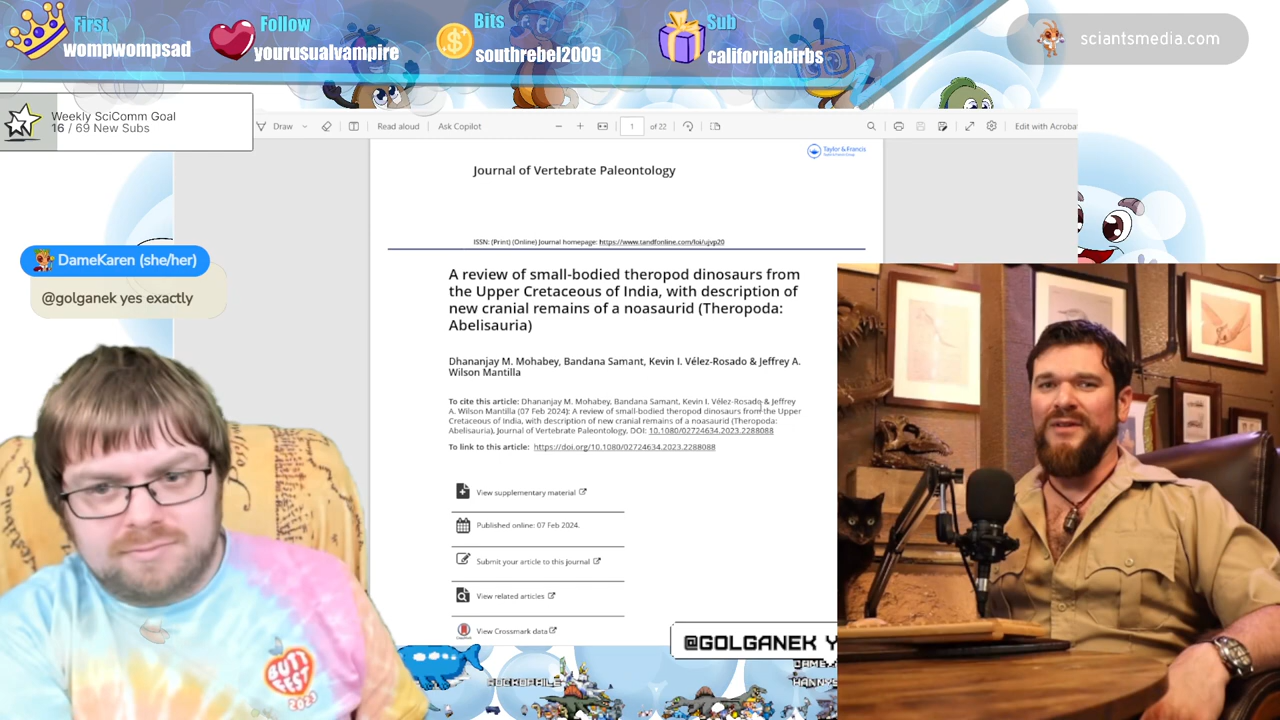 First
wompwompsad
Follow
yourusualvampire
Bits
southrebel2009
Sub
californiabirbs
sciantsmedia.com
Weekly SciComm Goal
16 / 69 New Subs
Draw
Read aloud
Ask Copilot
1 of 22
Edit with Acrobat
Taylor & Francis
Journal of Vertebrate Paleontology
ISSN: (Print) (Online) Journal homepage: https://www.tandfonline.com/loi/ujvp20
DameKaren (she/her)
@golganek yes exactly
A review of small-bodied theropod dinosaurs from
the Upper Cretaceous of India, with description of
new cranial remains of a noasaurid (Theropoda:
Abelisauria)
Dhananjay M. Mohabey, Bandana Samant, Kevin I. Vélez-Rosado & Jeffrey A.
Wilson Mantilla
To cite this article: Dhananjay M. Mohabey, Bandana Samant, Kevin I. Vélez-Rosado & Jeffrey
A. Wilson Mantilla (07 Feb 2024): A review of small-bodied theropod dinosaurs from the Upper
Cretaceous of India, with description of new cranial remains of a noasaurid (Theropoda:
Abelisauria), Journal of Vertebrate Paleontology, DOI: 10.1080/02724634.2023.2288088
To link to this article: https://doi.org/10.1080/02724634.2023.2288088
View supplementary material
Published online: 07 Feb 2024.
Submit your article to this journal
View related articles
View Crossmark data
@GOLGANEK Y
ROCKOPHILE
BUTT
FEST
2023